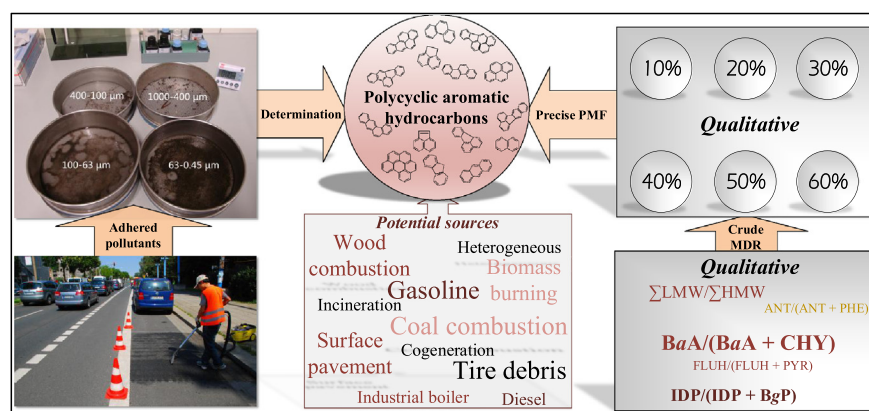 400-100 µm
1000-400 µm
100-63 µm
63-0.45 µm
Determination
Polycyclic aromatic
hydrocarbons
Precise PMF
10%
20%
30%
Qualitative
40%
50%
60%
Adhered
pollutants
Potential sources
Wood
combustion
Heterogeneous
Biomass
burning
Gasoline
Incineration
Coal combustion
Surface
pavement
Cogeneration
Tire debris
Industrial boiler
Diesel
Crude
MDR
Qualitative
∑LMW/∑HMW
ANT/(ANT + PHE)
BaA/(BaA + CHY)
FLUH/(FLUH + PYR)
IDP/(IDP + BgP)